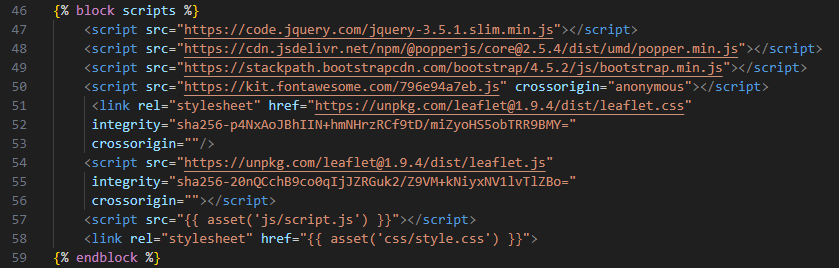 46 {% block scripts %}
47 <script src="https://code.jquery.com/jquery-3.5.1.slim.min.js"></script>
48 <script src="https://cdn.jsdelivr.net/npm/@popperjs/core@2.5.4/dist/umd/popper.min.js"></script>
49 <script src="https://stackpath.bootstrapcdn.com/bootstrap/4.5.2/js/bootstrap.min.js"></script>
50 <script src="https://kit.fontawesome.com/796e94a7eb.js" crossorigin="anonymous"></script>
51 <link rel="stylesheet" href="https://unpkg.com/leaflet@1.9.4/dist/leaflet.css"
52 integrity="sha256-p4NxAoJBhIIN+hmNHrzRCf9tD/miZyoHS5obTRR9BMY="
53 crossorigin=""/>
54 <script src="https://unpkg.com/leaflet@1.9.4/dist/leaflet.js"
55 integrity="sha256-20nQCchB9co0qIjJZRGuk2/Z9VM+kNiyxNV1lvTlZBo="
56 crossorigin=""></script>
57 <script src="{{ asset('js/script.js') }}"></script>
58 <link rel="stylesheet" href="{{ asset('css/style.css') }}">
59 {% endblock %}